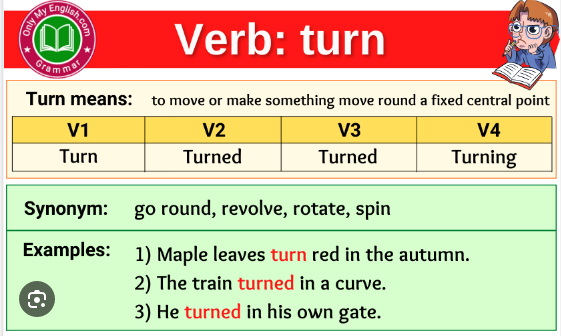 Only My English.com
Grammar
Verb: turn
Turn means: to move or make something move round a fixed central point
V1 V2 V3 V4
Turn Turned Turned Turning
Synonym: go round, revolve, rotate, spin
Examples: 1) Maple leaves turn red in the autumn.
2) The train turned in a curve.
3) He turned in his own gate.